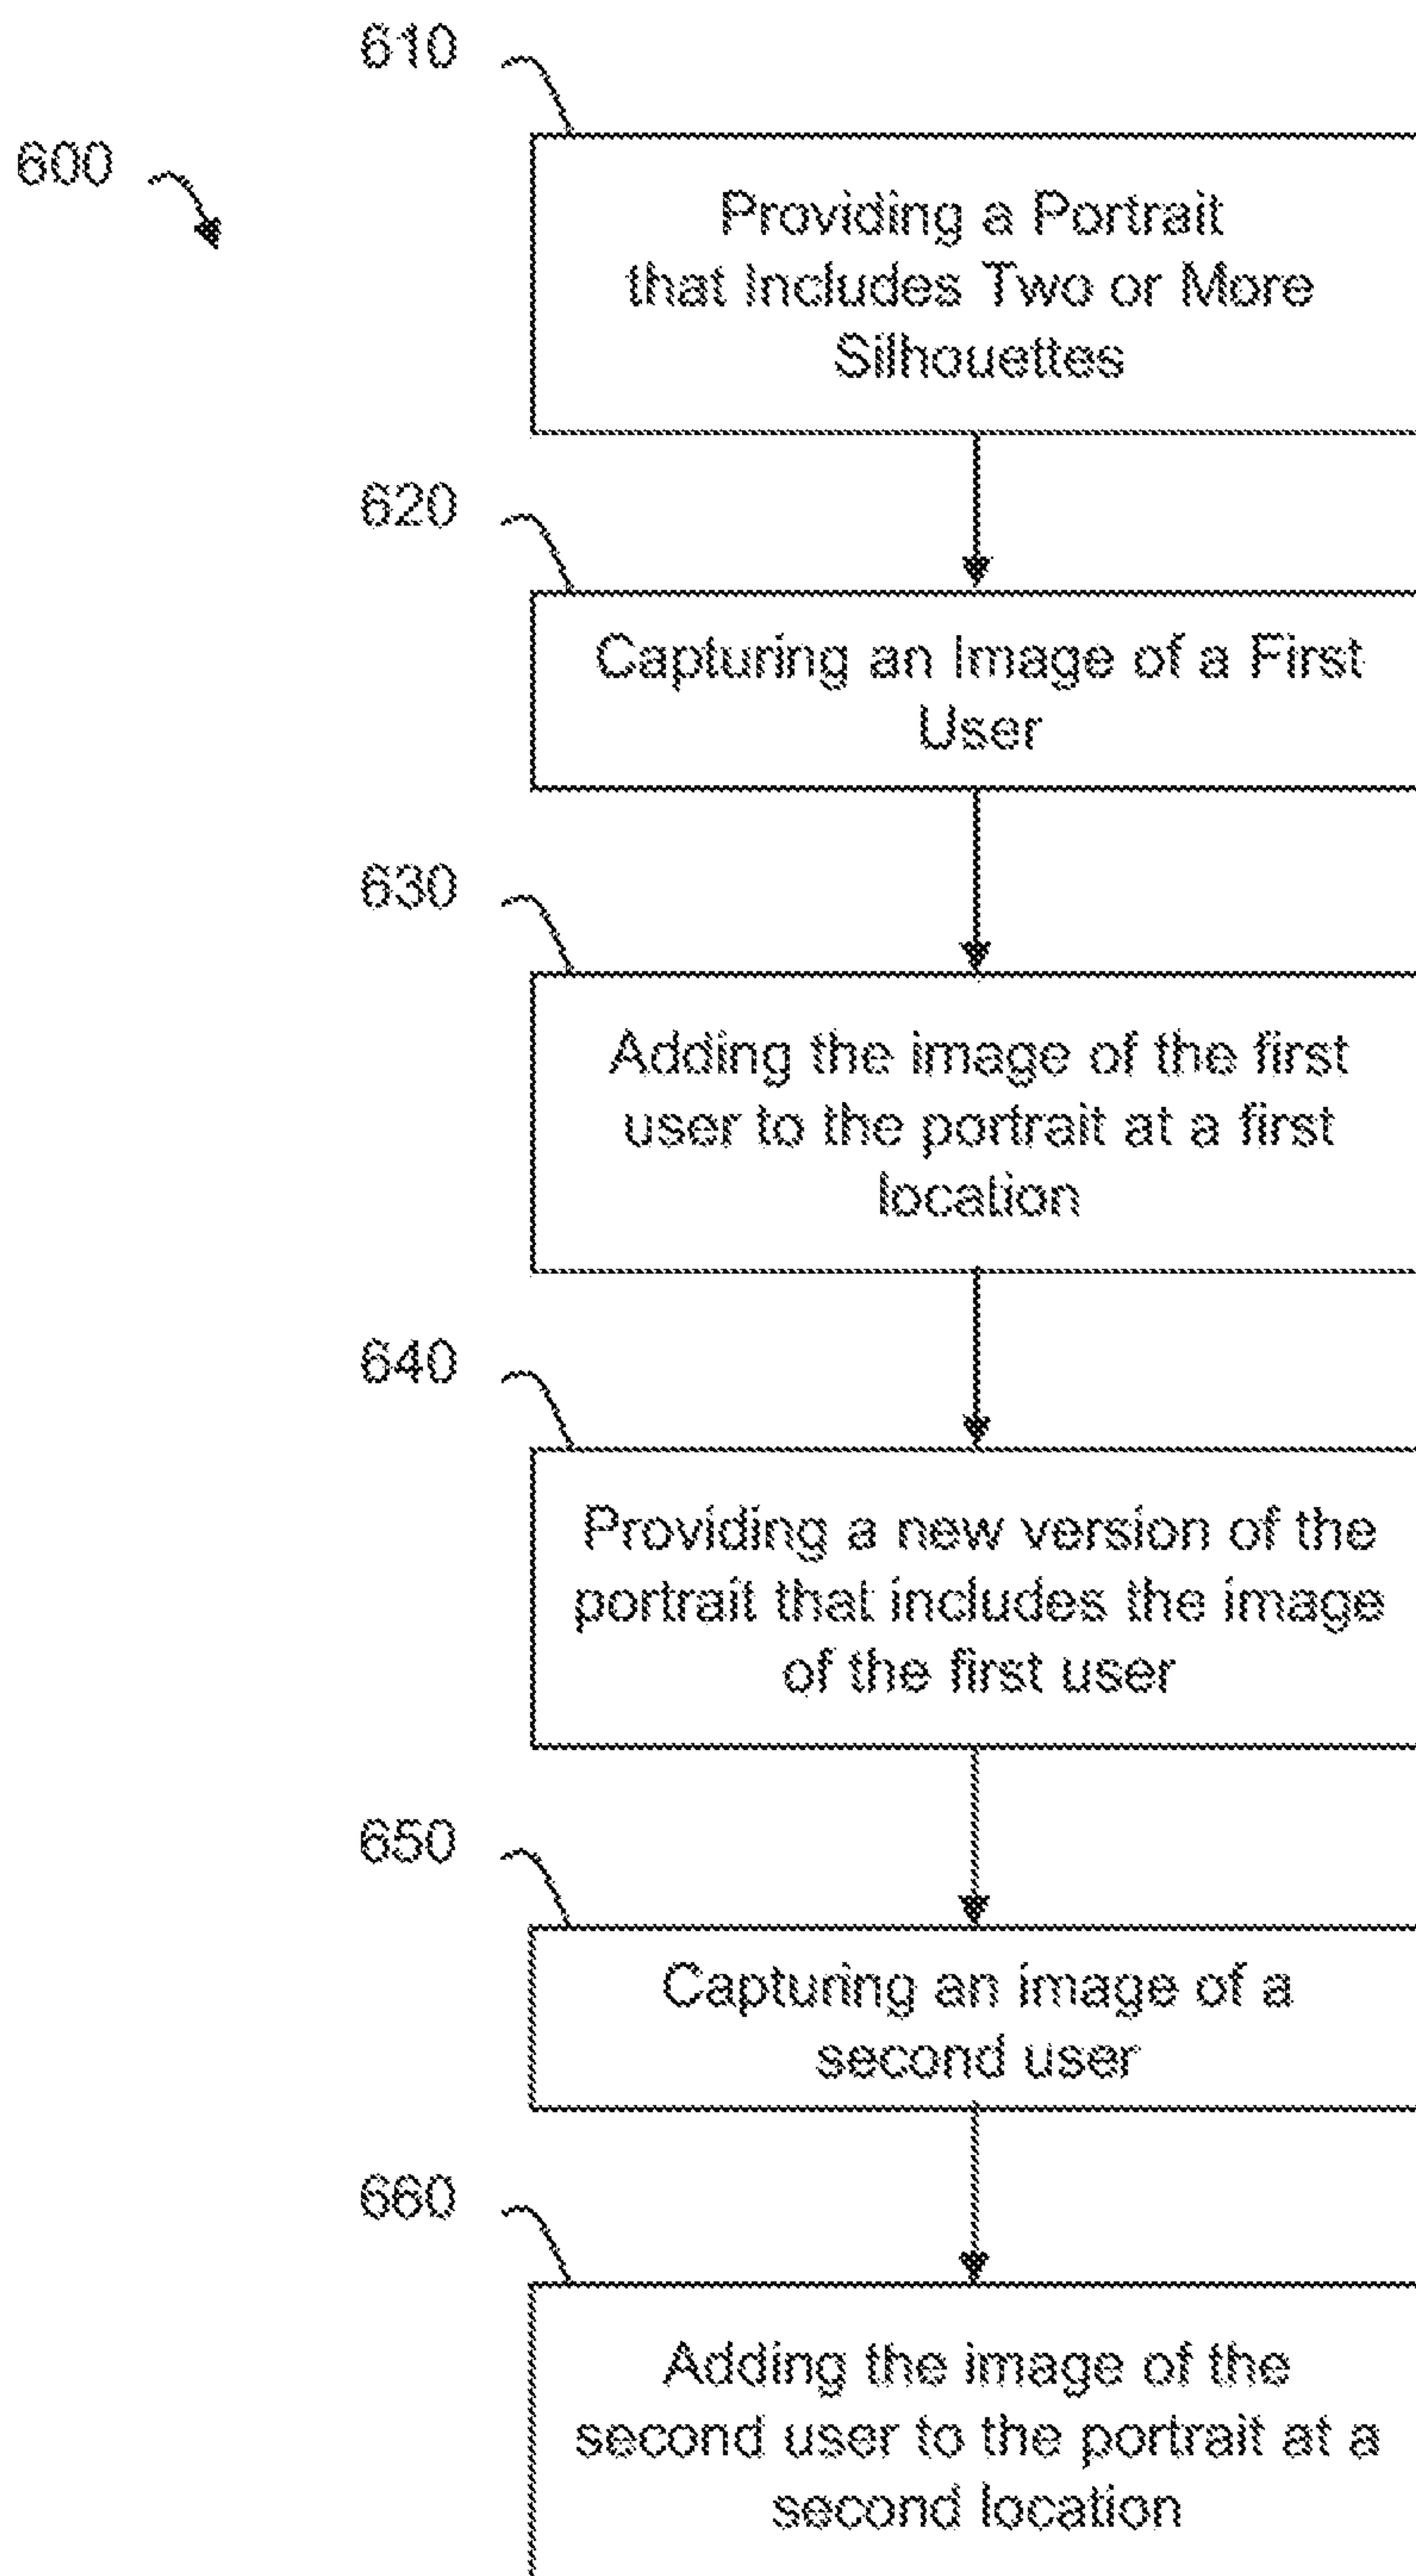 610
600
Providing a Portrait
that Includes Two or More
Silhouettes
620
Capturing an Image of a First
User
630
Adding the image of the first
user to the portrait at a first
location
640
Providing a new version of the
portrait that includes the image
of the first user
650
Capturing an image of a
second user
660
Adding the image of the
second user to the portrait at a
second location